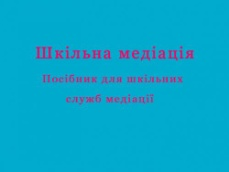 Шкільна медіація
Посібник для шкільних
служб медіації